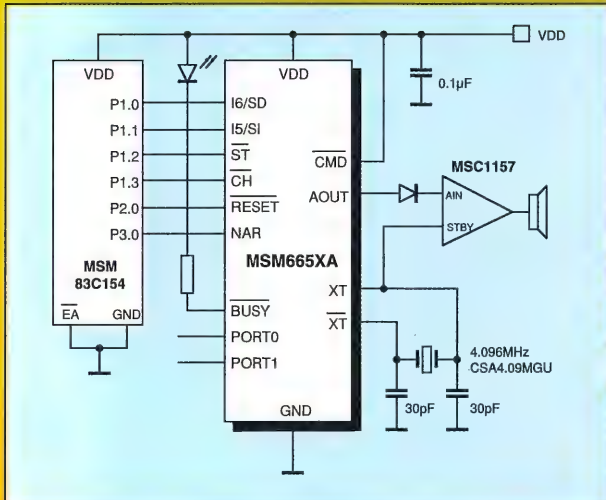 VDD
VDD
P1.0
P1.1
P1.2
P1.3
P2.0
P3.0
MSM
83C154
EA
GND
VDD
I6/SD
I5/SI
ST
CH
RESET
NAR
MSM665XA
BUSY
PORT0
PORT1
GND
CMD
AOUT
XT
XT
0.1µF
MSC1157
AIN
STBY
4.096MHz
CSA4.09MGU
30pF
30pF